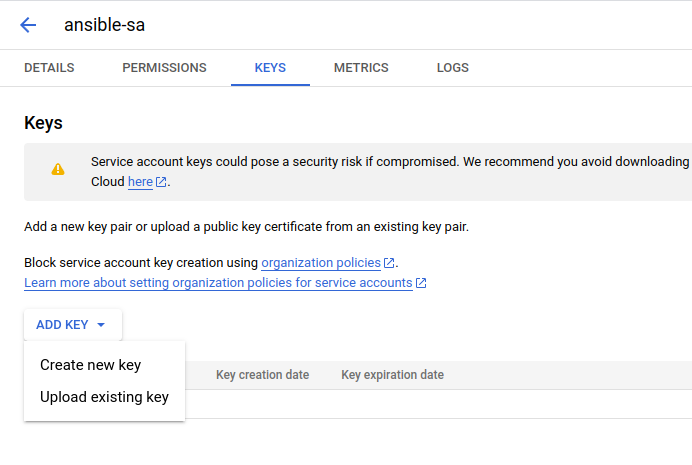 ansible-sa
DETAILS PERMISSIONS KEYS METRICS LOGS
Keys
Service account keys could pose a security risk if compromised. We recommend you avoid downloading
Cloud here.
Add a new key pair or upload a public key certificate from an existing key pair.
Block service account key creation using organization policies.
Learn more about setting organization policies for service accounts
ADD KEY
Create new key
Key creation date Key expiration date
Upload existing key